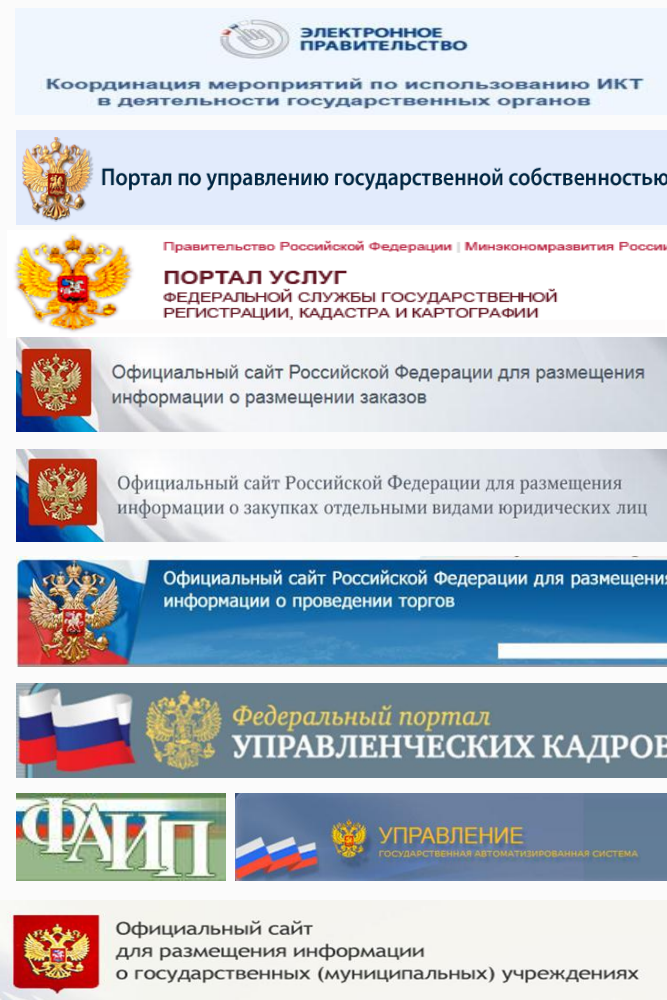 ЭЛЕКТРОННОЕ
ПРАВИТЕЛЬСТВО
Координация мероприятий по использованию ИКТ
в деятельности государственных органов
Портал по управлению государственной собственностью
Правительство Российской Федерации | Минэкономразвития России
ПОРТАЛ УСЛУГ
ФЕДЕРАЛЬНОЙ СЛУЖБЫ ГОСУДАРСТВЕННОЙ
РЕГИСТРАЦИИ, КАДАСТРА И КАРТОГРАФИИ
Официальный сайт Российской Федерации для размещения
информации о размещении заказов
Официальный сайт Российской Федерации для размещения
информации о закупках отдельными видами юридических лиц
Официальный сайт Российской Федерации для размещения
информации о проведении торгов
Федеральный портал
УПРАВЛЕНЧЕСКИХ КАДРОВ
ФАИП
УПРАВЛЕНИЕ
ГОСУДАРСТВЕННАЯ АВТОМАТИЗИРОВАННАЯ СИСТЕМА
Официальный сайт
для размещения информации
о государственных (муниципальных) учреждениях